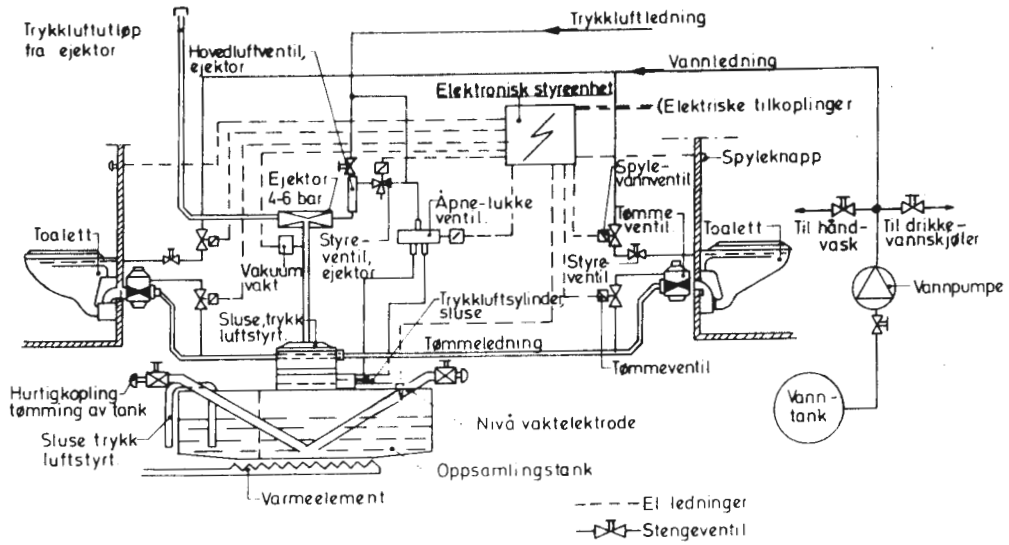 Trykkluftutløp
fra ejektor
Hovedluftventil,
ejektor
Trykkluftledning
Vannledning
Elektronisk styreenhet
(Elektriske tilkoplinger
Spyleknapp
Spyle-
vannventil
Ejektor
4-6 bar
Åpne-lukke
ventil.
Tømme
ventil
Toalett
Til hånd-
vask
Til drikke-
vannskjøler
Toalett
Vakuum
vakt
Styre-
ventil,
ejektor
Styre-
ventil
Vannpumpe
Sluse,trykk
luftstyrt.
Trykkluftsylinder
sluse
Tømmeledning
Tømmeventil
Hurtigkopling
tømming av tank
Vann-
tank
Sluse trykk
luftstyrt.
Nivå vaktelektrode
Oppsamlingstank
Varmeelement
El ledninger
Stengeventil